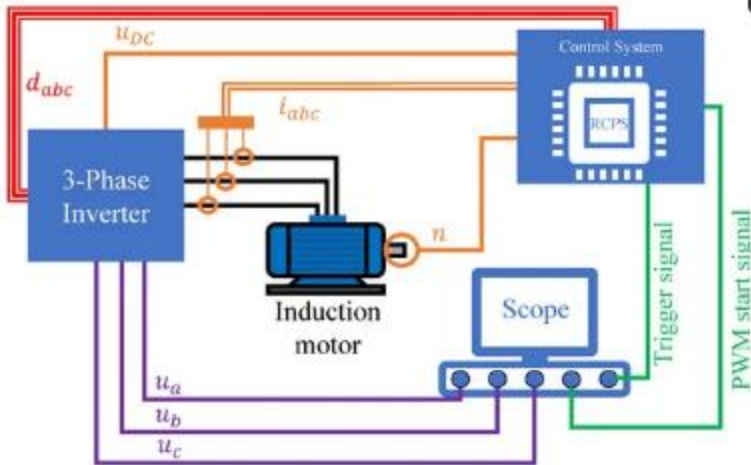 u_DC
Control System
d_abc
i_abc
RCPS
3-Phase
Inverter
n
Induction
motor
Scope
Trigger signal
PWM start signal
u_a
u_b
u_c